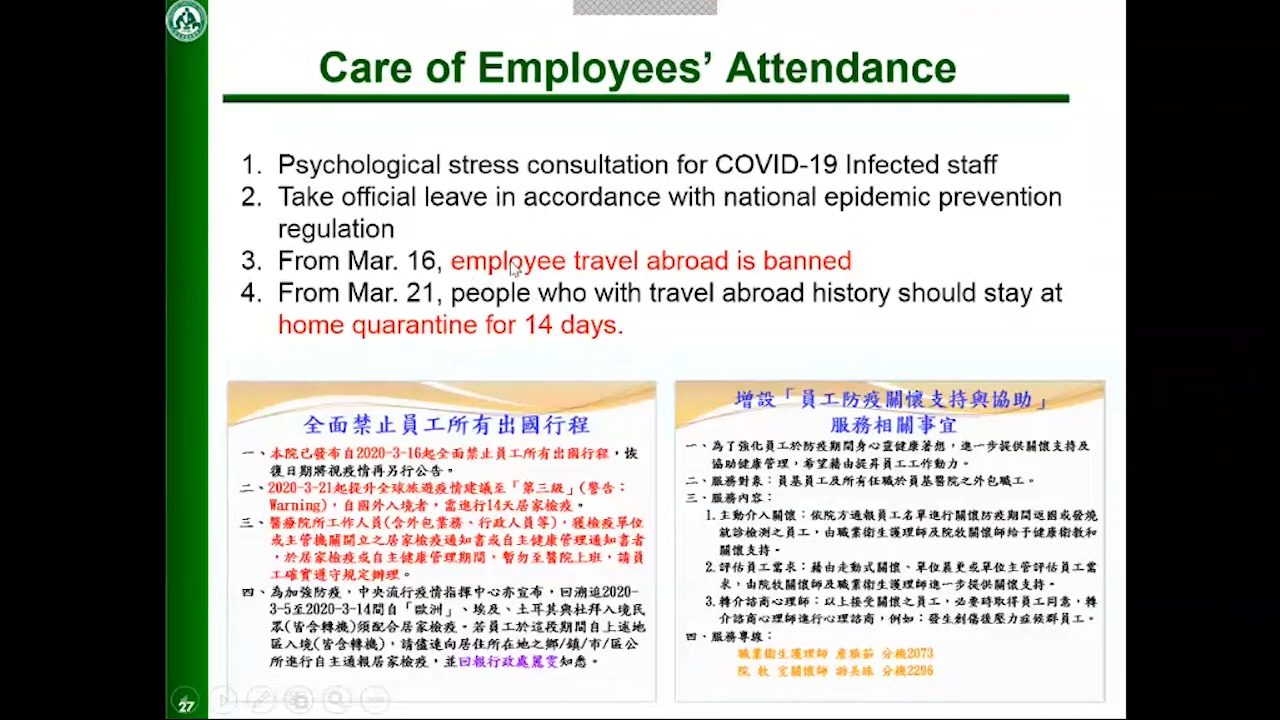 Care of Employees' Attendance
1. Psychological stress consultation for COVID-19 Infected staff
2. Take official leave in accordance with national epidemic prevention
regulation
3. From Mar. 16, employee travel abroad is banned
4. From Mar. 21, people who with travel abroad history should stay at
home quarantine for 14 days.
全面禁止員工所有出國行程
一、本院已發布自2020-3-16起全面禁止員工所有出國行程，恢
復日期將視疫情再另行公告。
二、2020-3-21起提升全球旅遊疫情建議至「第三級」(警告：
Warning)，自國外入境者，需進行14天居家檢疫。
三、醫療院所工作人員(含外包業務、行政人員等)，獲檢疫單位
或主管機關開立之居家檢疫通知書或自主健康管理通知書者
，於居家檢疫或自主健康管理期間，暫勿至醫院上班，請員
工確實遵守規定辦理。
四、為加強防疫，中央流行疫情指揮中心亦宣布，回溯追2020-
3-5至2020-3-14間自「歐洲」、埃及、土耳其與杜拜入境民
眾(皆含轉機)須配合居家檢疫。若員工於這段期間自上述地
區入境(皆含轉機)，請儘速向居住所在地之鄉/鎮/市/區公
所進行自主通報居家檢疫，並回報行政處麗雯知悉。
增設「員工防疫關懷支持與協助」
服務相關事宜
一、為了強化員工於防疫期間身心靈健康著想，進一步提供關懷支持及
協助健康管理，希望藉由提昇員工工作動力。
二、服務對象：員基員工及所有任職於員基醫院之外包職工。
三、服務內容：
1.主動介入關懷：依院方通報員工名單進行關懷防疫期間返國或發燒
就診檢測之員工，由職業衛生護理師及院牧關懷師給予健康衛教和
關懷支持。
2.評估員工需求：藉由走動式關懷、單位晨更或單位主管評估員工需
求，由院牧關懷師及職業衛生護理師進一步提供關懷支持。
3.轉介諮商心理師：以上接受關懷之員工，必要時取得員工同意，轉
介諮商心理師進行心理諮商，例如：發生創傷後壓力症候群員工。
四、服務專線：
職業衛生護理師 分機2073
院 牧 室關懷師 游美珠 分機2296
27